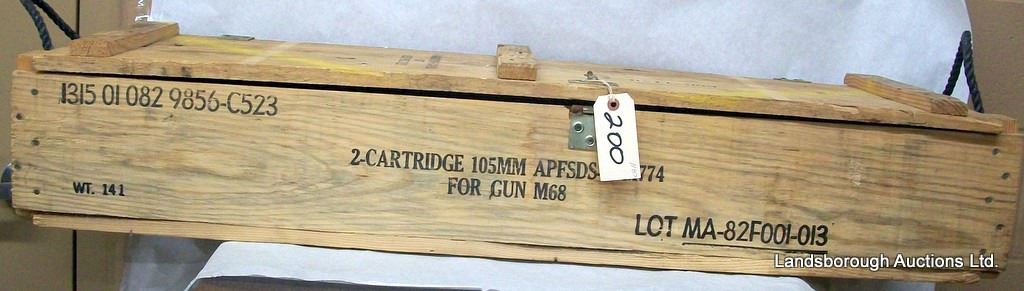 1315 01 082 9856-C523
200
2-CARTRIDGE 105MM APFSDS- 774
FOR GUN M68
WT. 141
LOT MA-82F001-013
Landsborough Auctions Ltd.